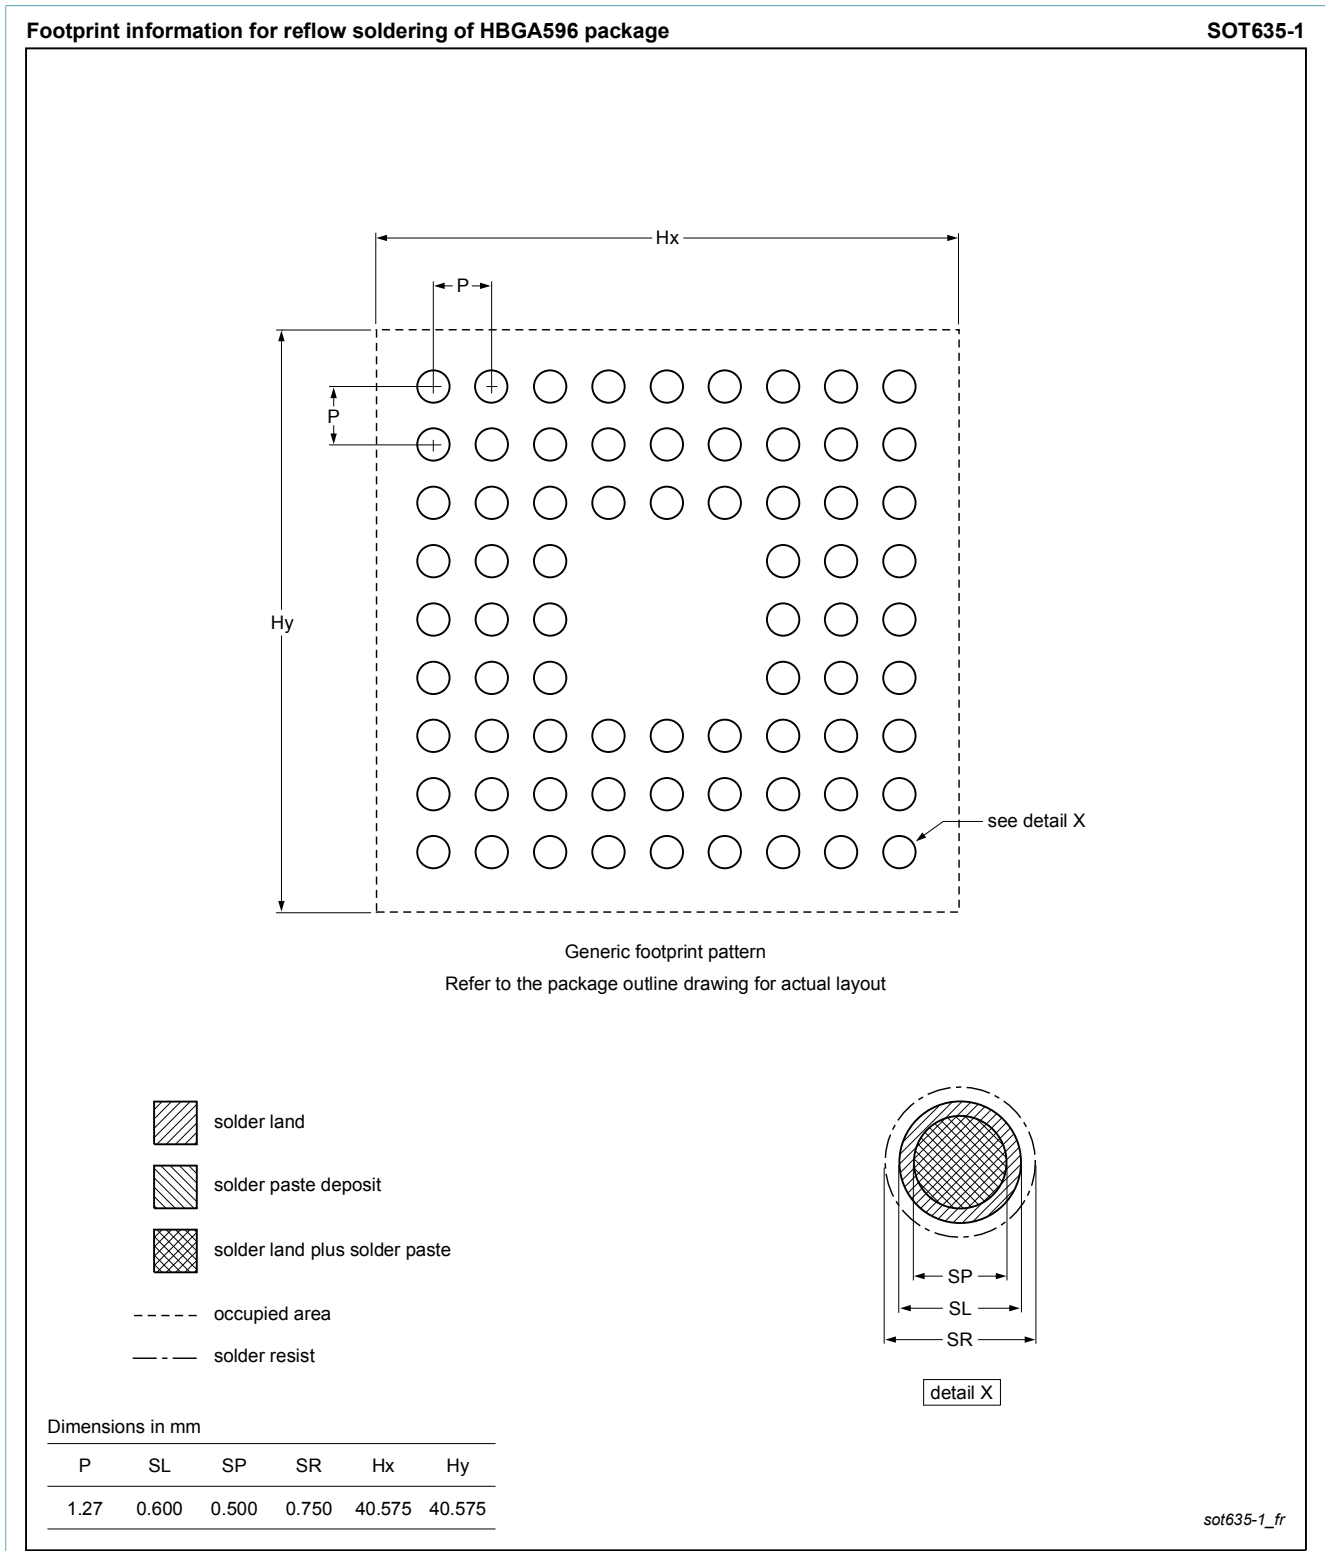 Footprint information for reflow soldering of HBGA596 package SOT635-1
Hx
P
P
Hy
see detail X
Generic footprint pattern
Refer to the package outline drawing for actual layout
solder land
solder paste deposit
solder land plus solder paste
occupied area
solder resist
SP
SL
SR
detail X
Dimensions in mm
P SL SP SR Hx Hy
1.27 0.600 0.500 0.750 40.575 40.575
sot635-1_fr